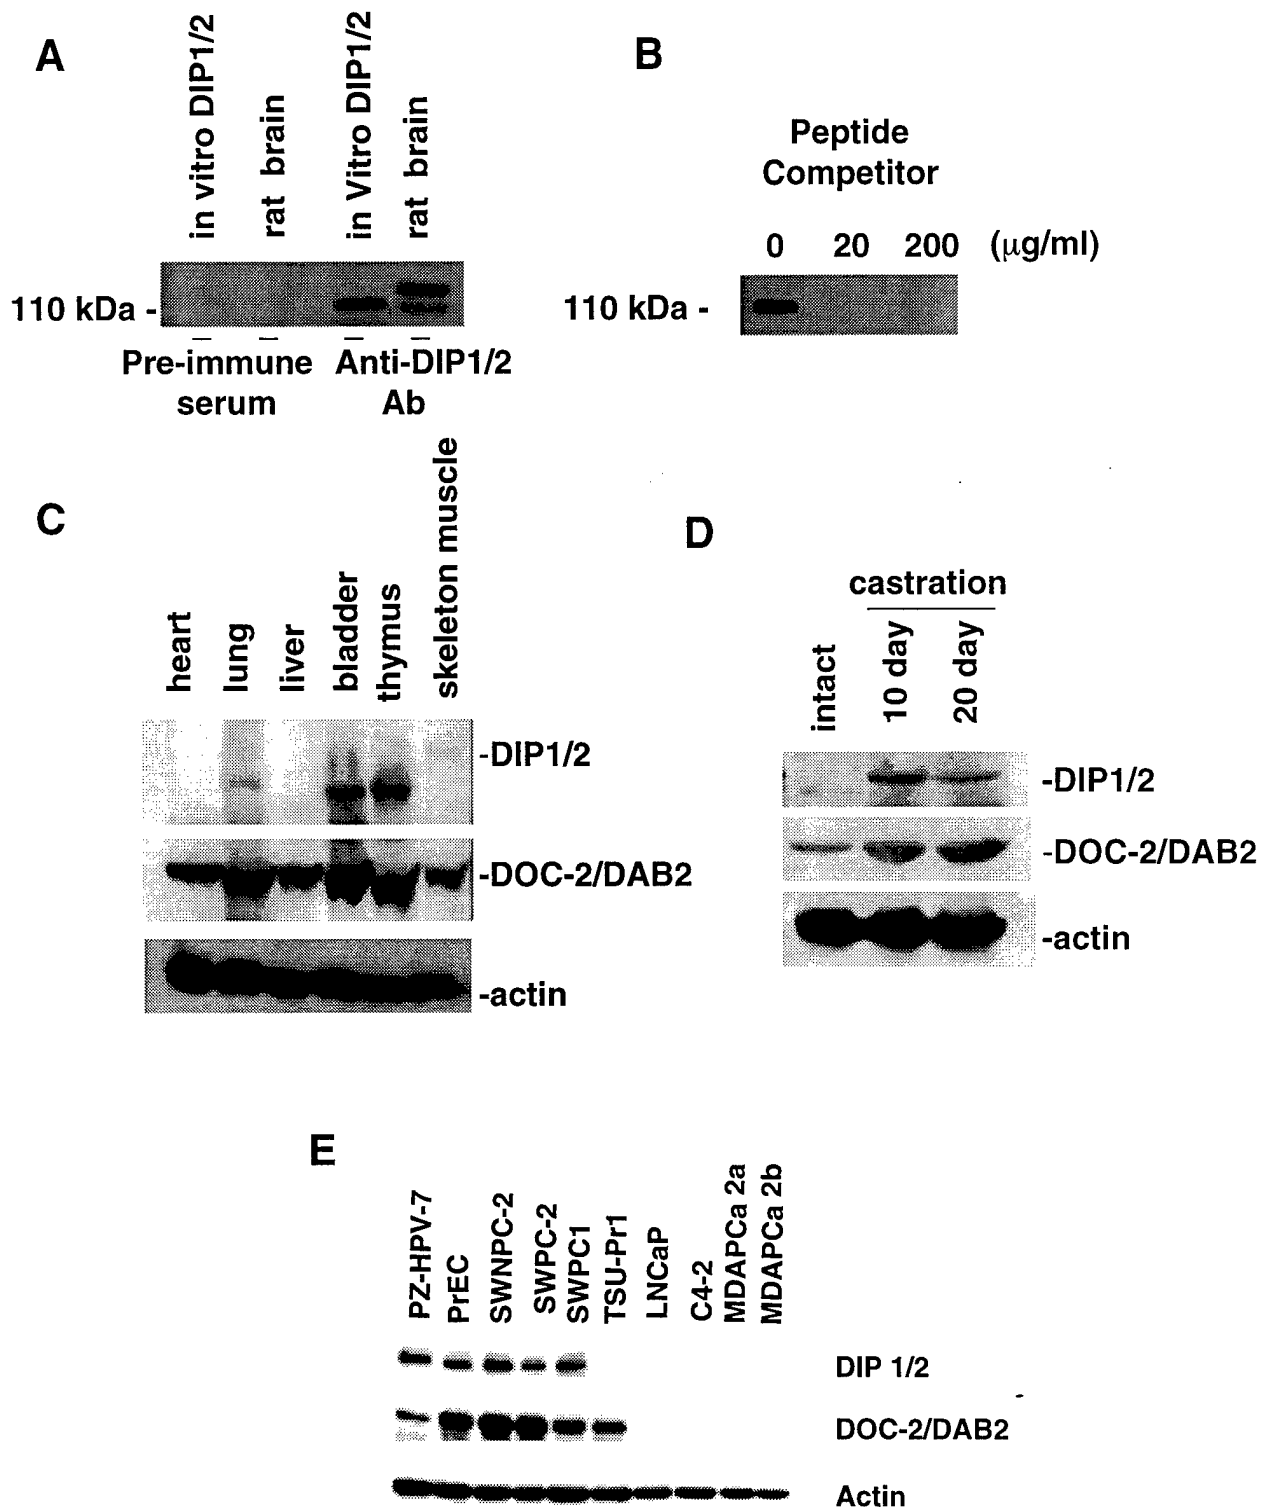 A
in vitro DIP1/2
rat brain
in Vitro DIP1/2
rat brain
110 kDa -
Pre-immune
serum
Anti-DIP1/2
Ab
B
Peptide
Competitor
0 20 200 (μg/ml)
110 kDa -
C
heart
lung
liver
bladder
thymus
skeleton muscle
-DIP1/2
-DOC-2/DAB2
-actin
D
castration
intact
10 day
20 day
-DIP1/2
-DOC-2/DAB2
-actin
E
PZ-HPV-7
PrEC
SWNPC-2
SWPC-2
SWPC1
TSU-Pr1
LNCaP
C4-2
MDAPCa 2a
MDAPCa 2b
DIP 1/2
DOC-2/DAB2
Actin